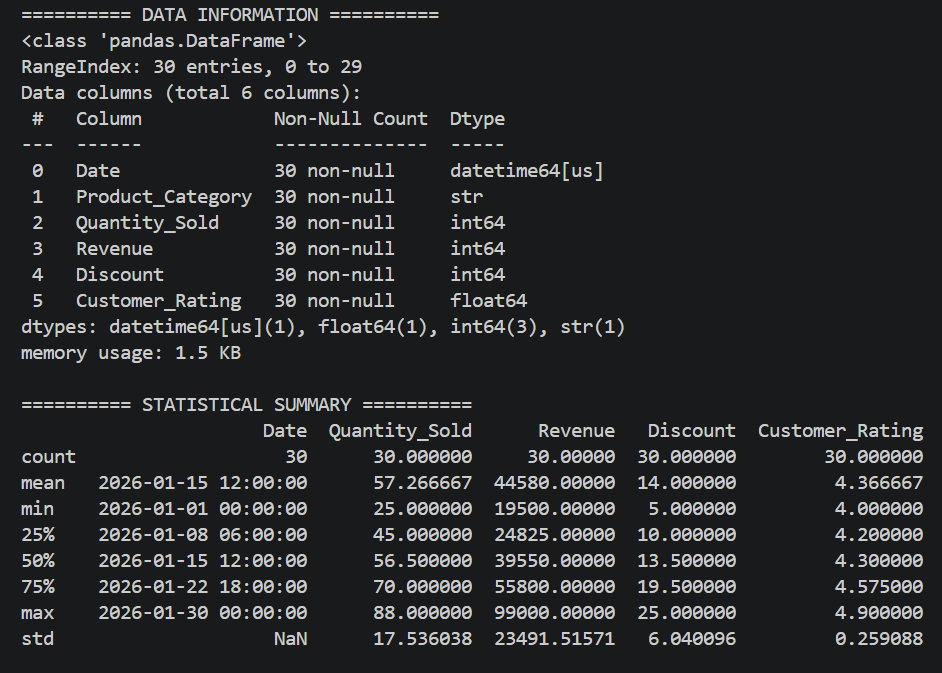 ========== DATA INFORMATION ==========
<class 'pandas.DataFrame'>
RangeIndex: 30 entries, 0 to 29
Data columns (total 6 columns):
 #   Column            Non-Null Count  Dtype
---  ------            --------------  -----
 0   Date              30 non-null     datetime64[us]
 1   Product_Category  30 non-null     str
 2   Quantity_Sold     30 non-null     int64
 3   Revenue           30 non-null     int64
 4   Discount          30 non-null     int64
 5   Customer_Rating   30 non-null     float64
dtypes: datetime64[us](1), float64(1), int64(3), str(1)
memory usage: 1.5 KB

========== STATISTICAL SUMMARY ==========
                      Date  Quantity_Sold      Revenue   Discount  Customer_Rating
count                   30      30.000000     30.00000  30.000000        30.000000
mean   2026-01-15 12:00:00      57.266667  44580.00000  14.000000         4.366667
min    2026-01-01 00:00:00      25.000000  19500.00000   5.000000         4.000000
25%    2026-01-08 06:00:00      45.000000  24825.00000  10.000000         4.200000
50%    2026-01-15 12:00:00      56.500000  39550.00000  13.500000         4.300000
75%    2026-01-22 18:00:00      70.000000  55800.00000  19.500000         4.575000
max    2026-01-30 00:00:00      88.000000  99000.00000  25.000000         4.900000
std                    NaN      17.536038  23491.51571   6.040096         0.259088